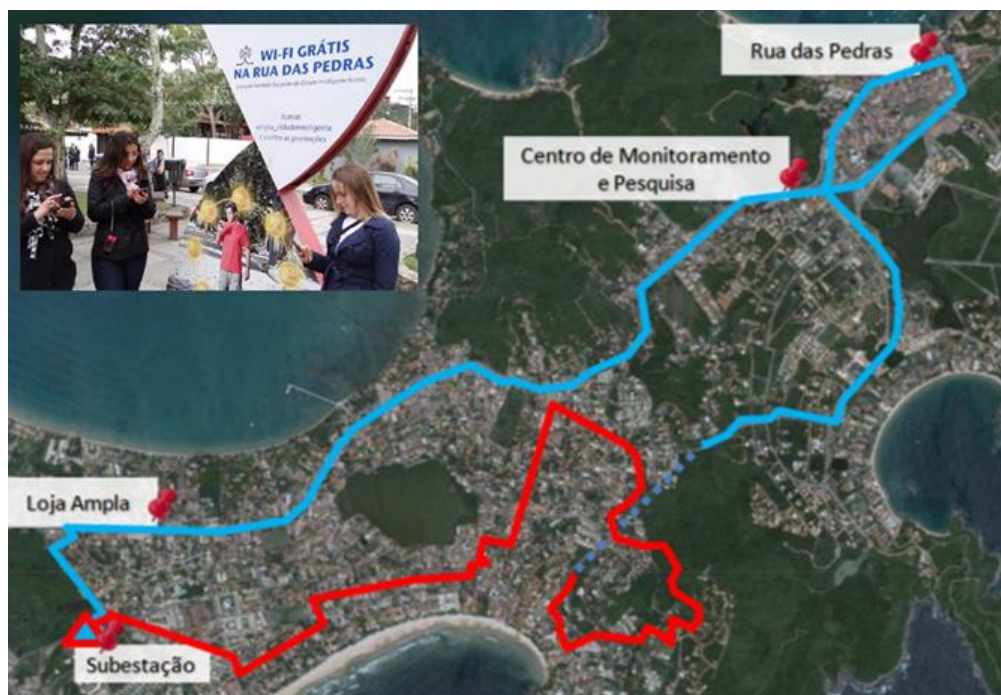 WI-FI GRÁTIS
NA RUA DAS PEDRAS
Rua das Pedras
Centro de Monitoramento
e Pesquisa
Loja Ampla
Subestação